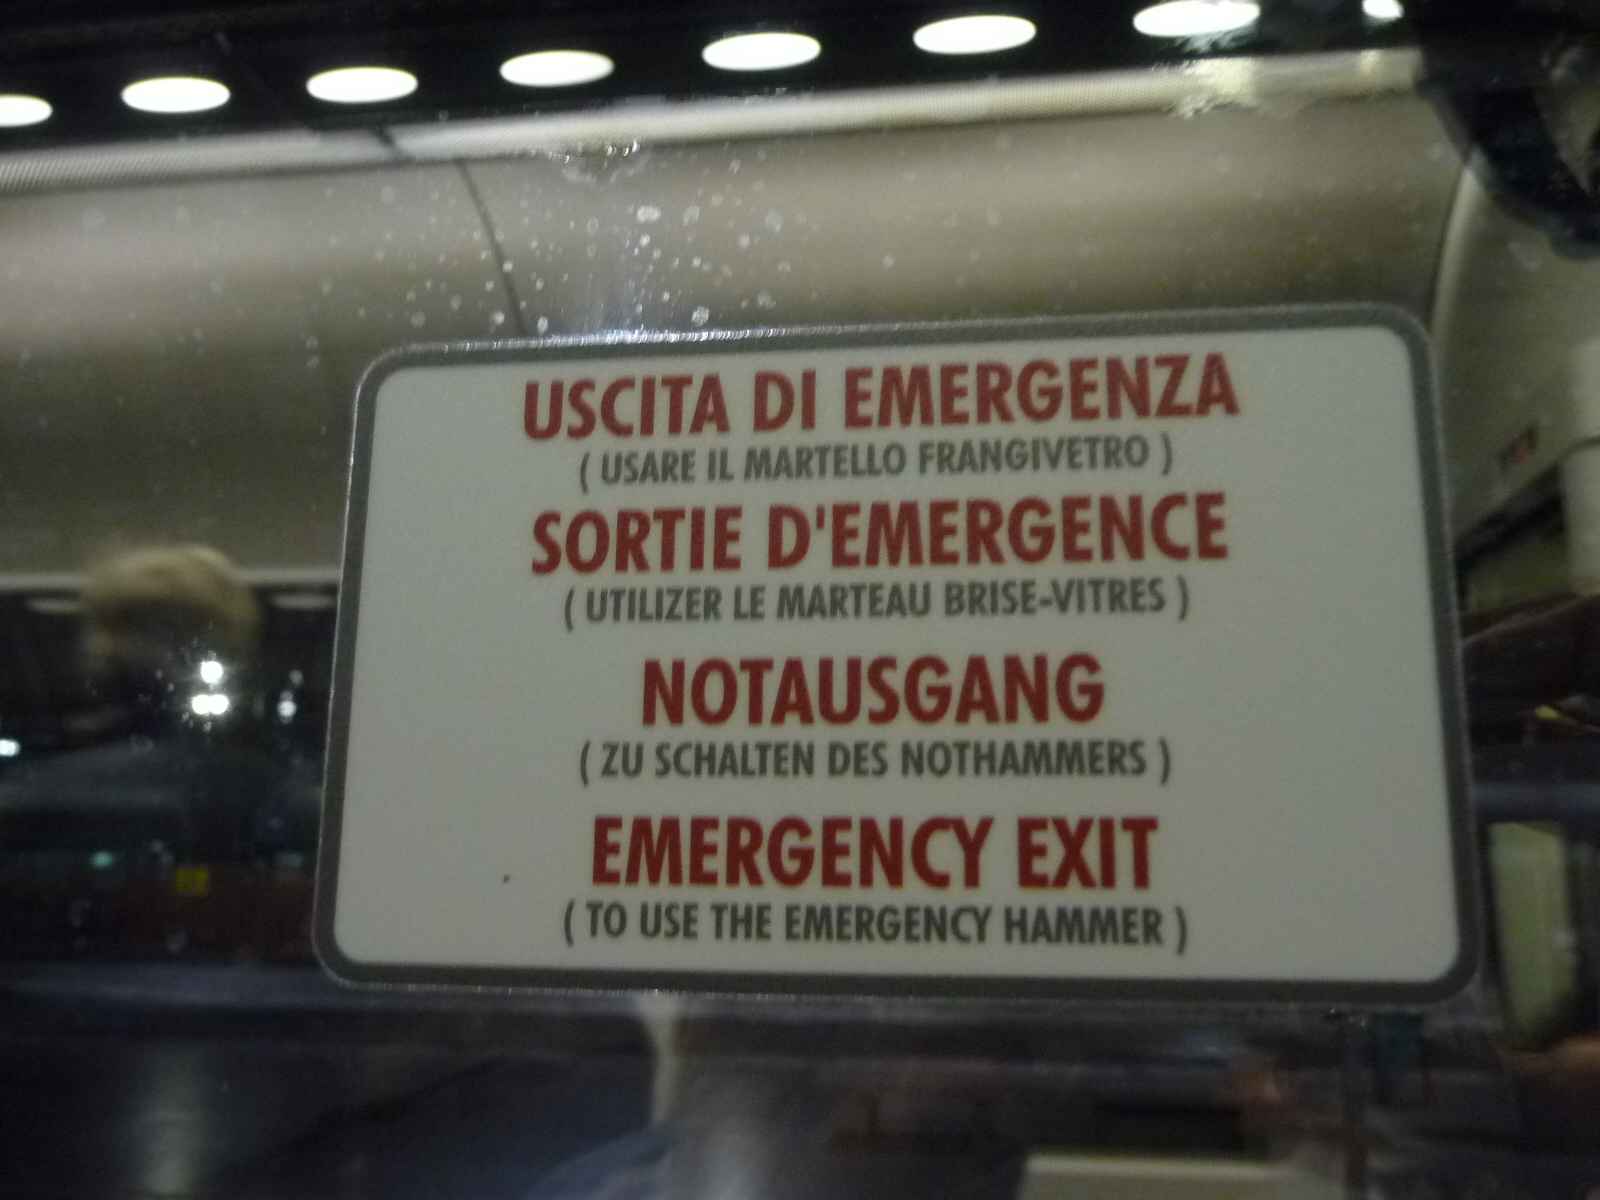 USCITA DI EMERGENZA
( USARE IL MARTELLO FRANGIVETRO )
SORTIE D'EMERGENCE
( UTILIZER LE MARTEAU BRISE-VITRES )
NOTAUSGANG
( ZU SCHALTEN DES NOTHAMMERS )
EMERGENCY EXIT
( TO USE THE EMERGENCY HAMMER )